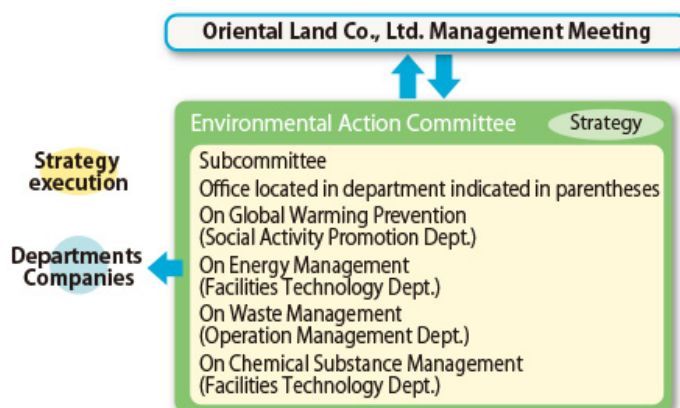 Oriental Land Co., Ltd. Management Meeting
Environmental Action Committee
Strategy
Strategy
execution
Departments
Companies
Subcommittee
Office located in department indicated in parentheses
On Global Warming Prevention
(Social Activity Promotion Dept.)
On Energy Management
(Facilities Technology Dept.)
On Waste Management
(Operation Management Dept.)
On Chemical Substance Management
(Facilities Technology Dept.)